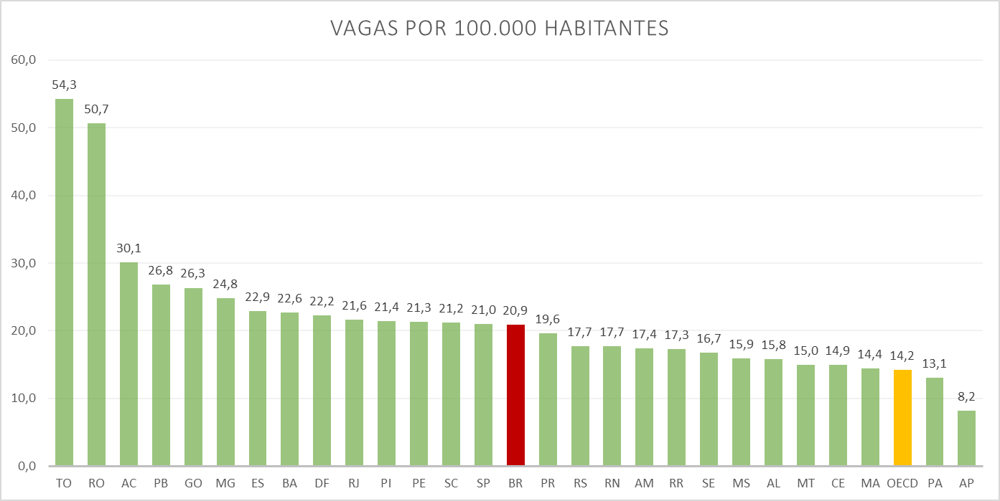 VAGAS POR 100.000 HABITANTES
60,0
50,0
40,0
30,0
20,0
10,0
0,0
54,3 50,7 30,1 26,8 26,3 24,8 22,9 22,6 22,2 21,6 21,4 21,3 21,2 21,0 20,9 19,6 17,7 17,7 17,4 17,3 16,7 15,9 15,8 15,0 14,9 14,4 14,2 13,1 8,2
TO RO AC PB GO MG ES BA DF RJ PI PE SC SP BR PR RS RN AM RR SE MS AL MT CE MA OECD PA AP